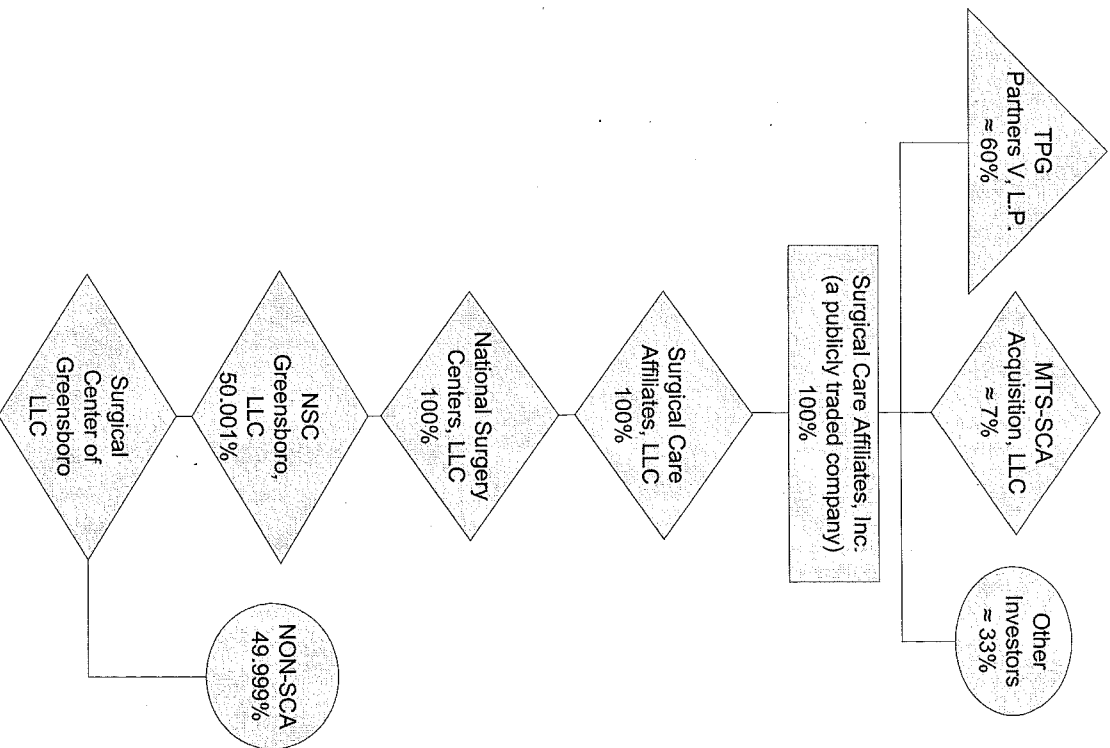 TPG
Partners V, L.P.
≈ 60%
MTS-SCA
Acquisition, LLC
≈ 7%
Other
Investors
≈ 33%
Surgical Care Affiliates, Inc.
(a publicly traded company)
100%
Surgical Care
Affiliates, LLC
100%
National Surgery
Centers, LLC
100%
NSC
Greensboro,
LLC
50.001%
NON-SCA
49.999%
Surgical
Center of
Greensboro
LLC